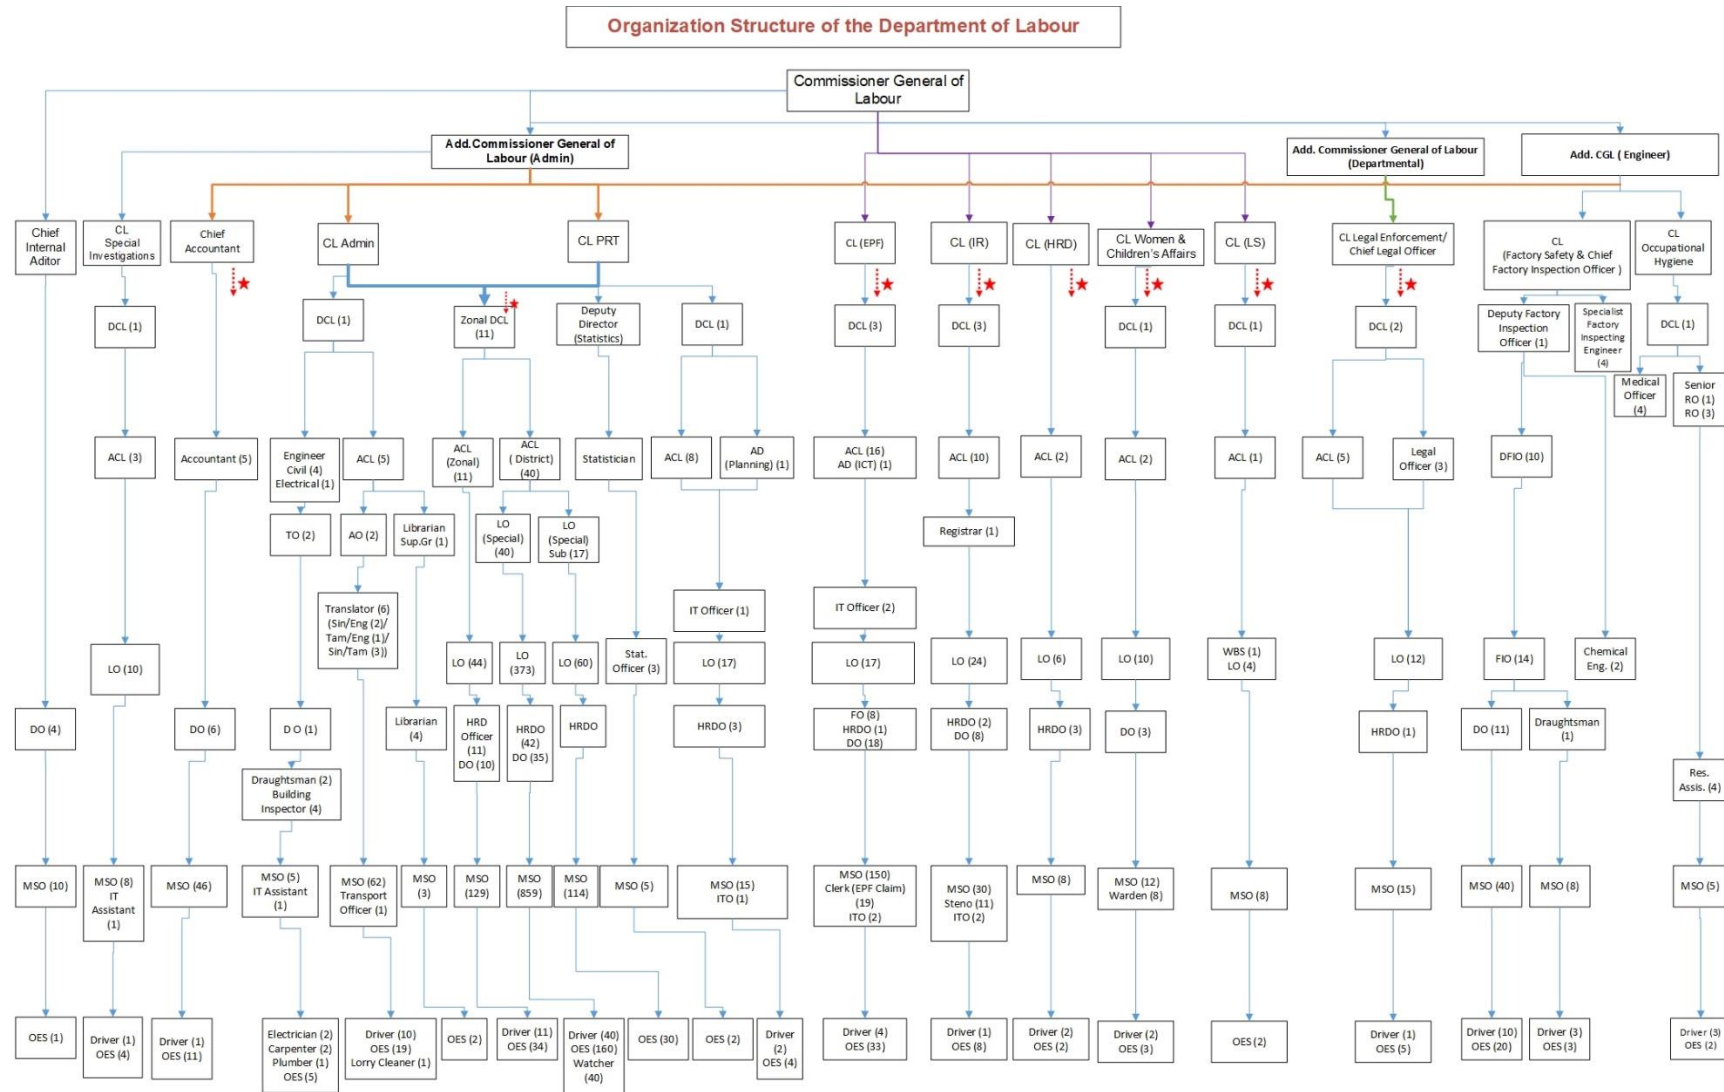 Organization Structure of the Department of Labour
Commissioner General of
Labour
Add.Commissioner General of
Labour (Admin)
Add. Commissioner General of Labour
(Departmental)
Add. CGL ( Engineer)
Chief
Internal
Aditor
CL
Special
Investigations
Chief
Accountant
CL Admin
CL PRT
CL (EPF)
CL (IR)
CL (HRD)
CL Women &
Children's Affairs
CL (LS)
CL Legal Enforcement/
Chief Legal Officer
CL
(Factory Safety & Chief
Factory Inspection Officer )
CL
Occupational
Hygiene
DCL (1)
DCL (1)
Zonal DCL
(11)
Deputy
Director
(Statistics)
DCL (1)
DCL (3)
DCL (3)
DCL (1)
DCL (1)
DCL (2)
Deputy Factory
Inspection
Officer (1)
Specialist
Factory
Inspecting
Engineer
(4)
DCL (1)
Medical
Officer
(4)
Senior
RO (1)
RO (3)
ACL (3)
Accountant (5)
Engineer
Civil (4)
Electrical (1)
ACL (5)
ACL
(Zonal)
(11)
ACL
( District)
(40)
Statistician
ACL (8)
AD
(Planning) (1)
ACL (16)
AD (ICT) (1)
ACL (10)
ACL (2)
ACL (2)
ACL (1)
ACL (5)
Legal
Officer (3)
DFIO (10)
TO (2)
AO (2)
Librarian
Sup.Gr (1)
LO
(Special)
(40)
LO
(Special)
Sub (17)
Registrar (1)
Translator (6)
(Sin/Eng (2)/
Tam/Eng (1)/
Sin/Tam (3))
IT Officer (1)
IT Officer (2)
LO (10)
LO (44)
LO
(373)
LO (60)
Stat.
Officer (3)
LO (17)
LO (17)
LO (24)
LO (6)
LO (10)
WBS (1)
LO (4)
LO (12)
FIO (14)
Chemical
Eng. (2)
DO (4)
DO (6)
D O (1)
Librarian
(4)
HRD
Officer
(11)
DO (10)
HRDO
(42)
DO (35)
HRDO
HRDO (3)
FO (8)
HRDO (1)
DO (18)
HRDO (2)
DO (8)
HRDO (3)
DO (3)
HRDO (1)
DO (11)
Draughtsman
(1)
Draughtsman (2)
Building
Inspector (4)
Res.
Assis. (4)
MSO (10)
MSO (8)
IT
Assistant
(1)
MSO (46)
MSO (5)
IT Assistant
(1)
MSO (62)
Transport
Officer (1)
MSO
(3)
MSO
(129)
MSO
(859)
MSO
(114)
MSO (5)
MSO (15)
ITO (1)
MSO (150)
Clerk (EPF Claim)
(19)
ITO (2)
MSO (30)
Steno (11)
ITO (2)
MSO (8)
MSO (12)
Warden (8)
MSO (8)
MSO (15)
MSO (40)
MSO (8)
MSO (5)
OES (1)
Driver (1)
OES (4)
Driver (1)
OES (11)
Electrician (2)
Carpenter (2)
Plumber (1)
OES (5)
Driver (10)
OES (19)
Lorry Cleaner (1)
OES (2)
Driver (11)
OES (34)
Driver (40)
OES (160)
Watcher
(40)
OES (30)
OES (2)
Driver
(2)
OES (4)
Driver (4)
OES (33)
Driver (1)
OES (8)
Driver (2)
OES (2)
Driver (2)
OES (3)
OES (2)
Driver (1)
OES (5)
Driver (10)
OES (20)
Driver (3)
OES (3)
Driver (3)
OES (2)